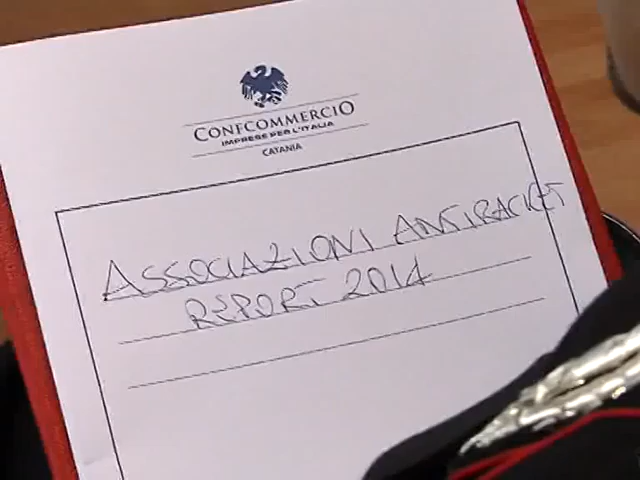 CONFCOMMERCIO
IMPRESE PER L'ITALIA
CATANIA
ASSOCIAZIONI ANTIRACKET
REPORT 2014